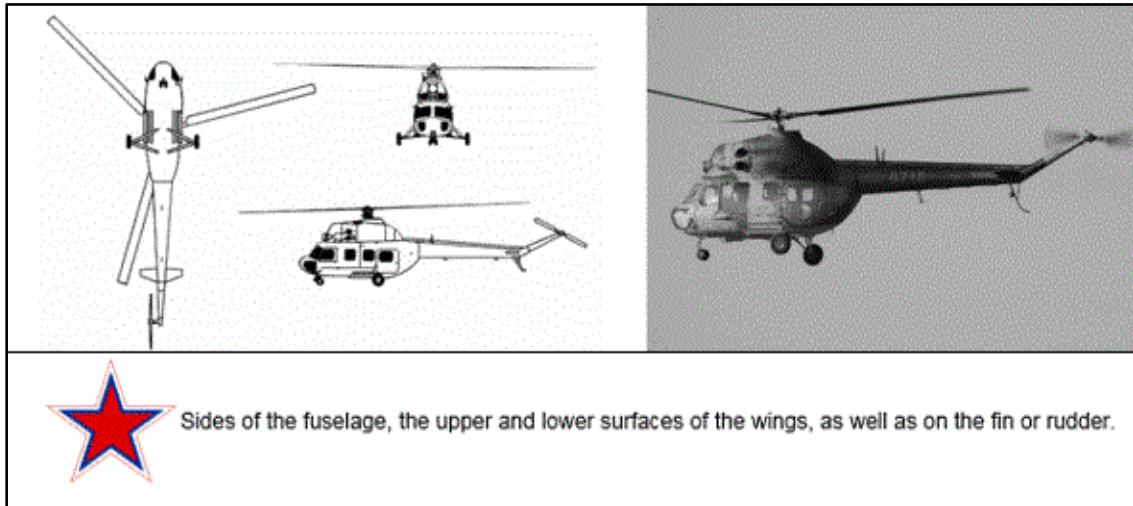 Sides of the fuselage, the upper and lower surfaces of the wings, as well as on the fin or rudder.